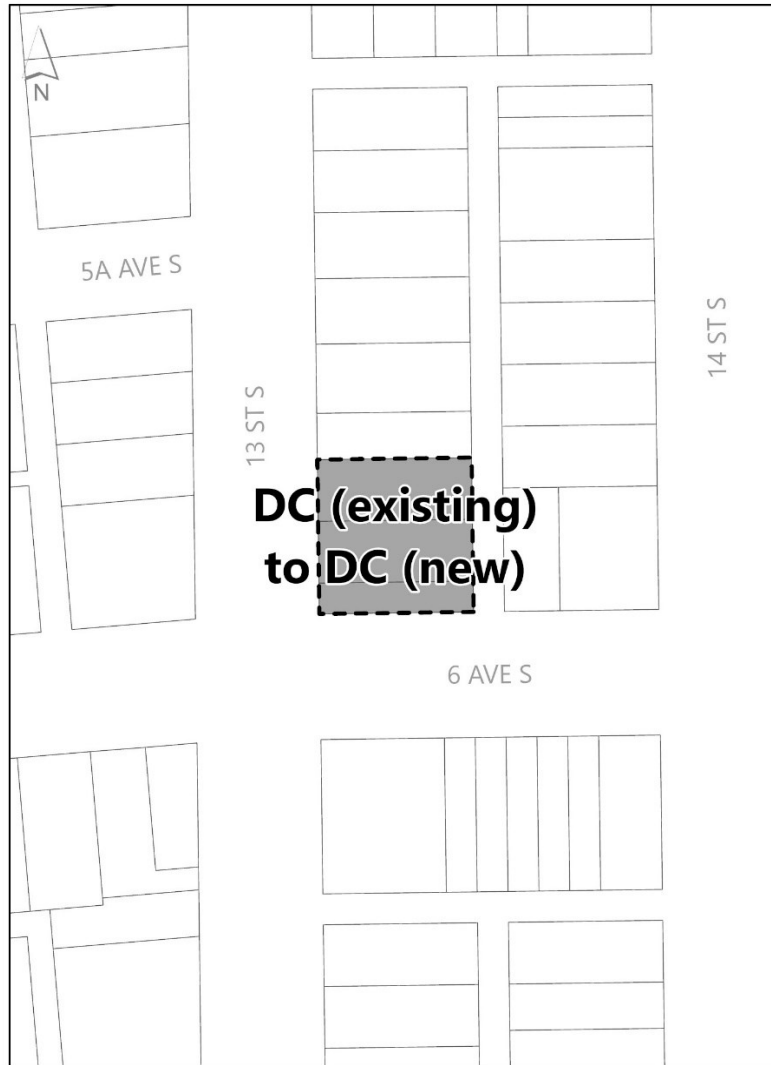 N
5A AVE S
13 ST S
14 ST S
DC (existing)
to DC (new)
6 AVE S